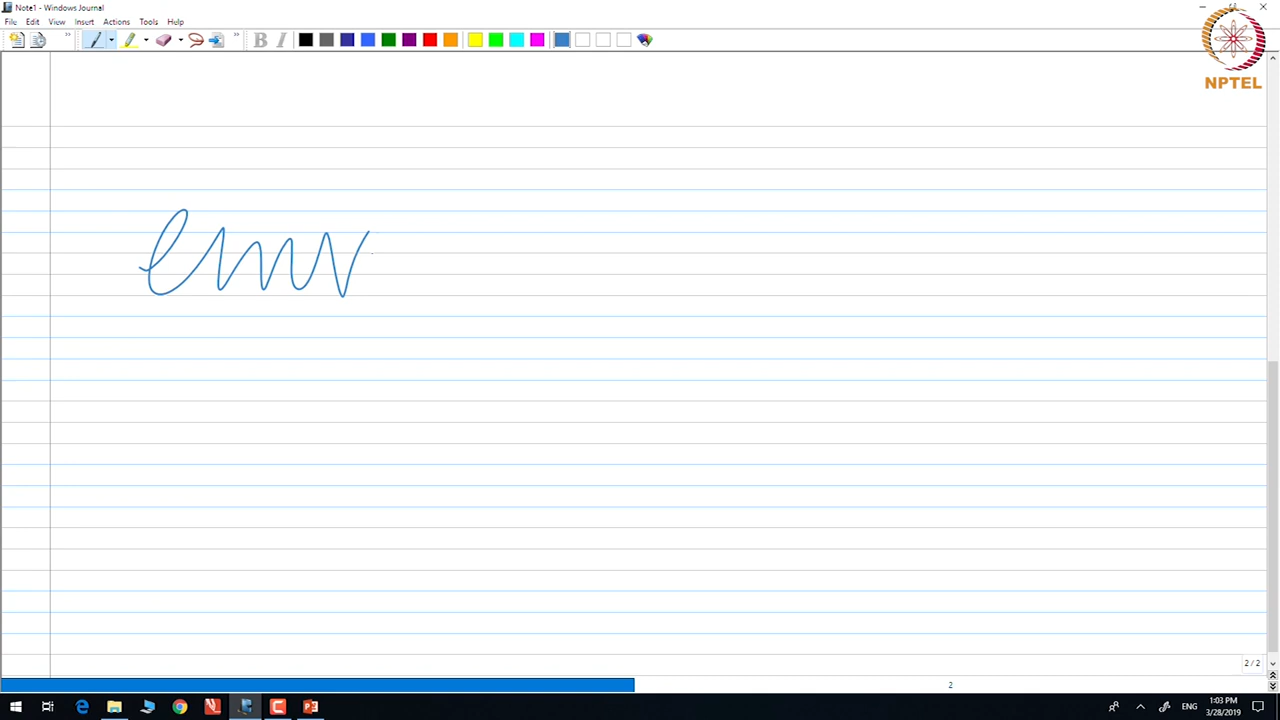 Note1 - Windows Journal
File Edit View Insert Actions Tools Help
NPTEL
B I
emv
2 / 2
2
ENG
1:03 PM
3/28/2019